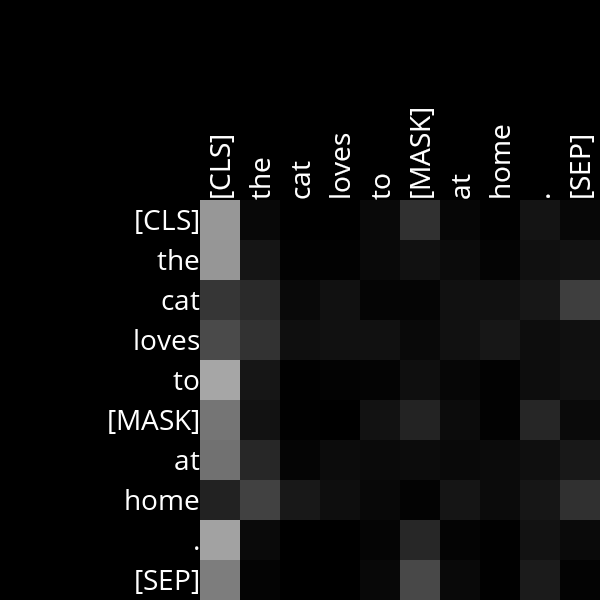 [CLS] the cat loves to [MASK] at home . [SEP]
[CLS]
the
cat
loves
to
[MASK]
at
home
.
[SEP]